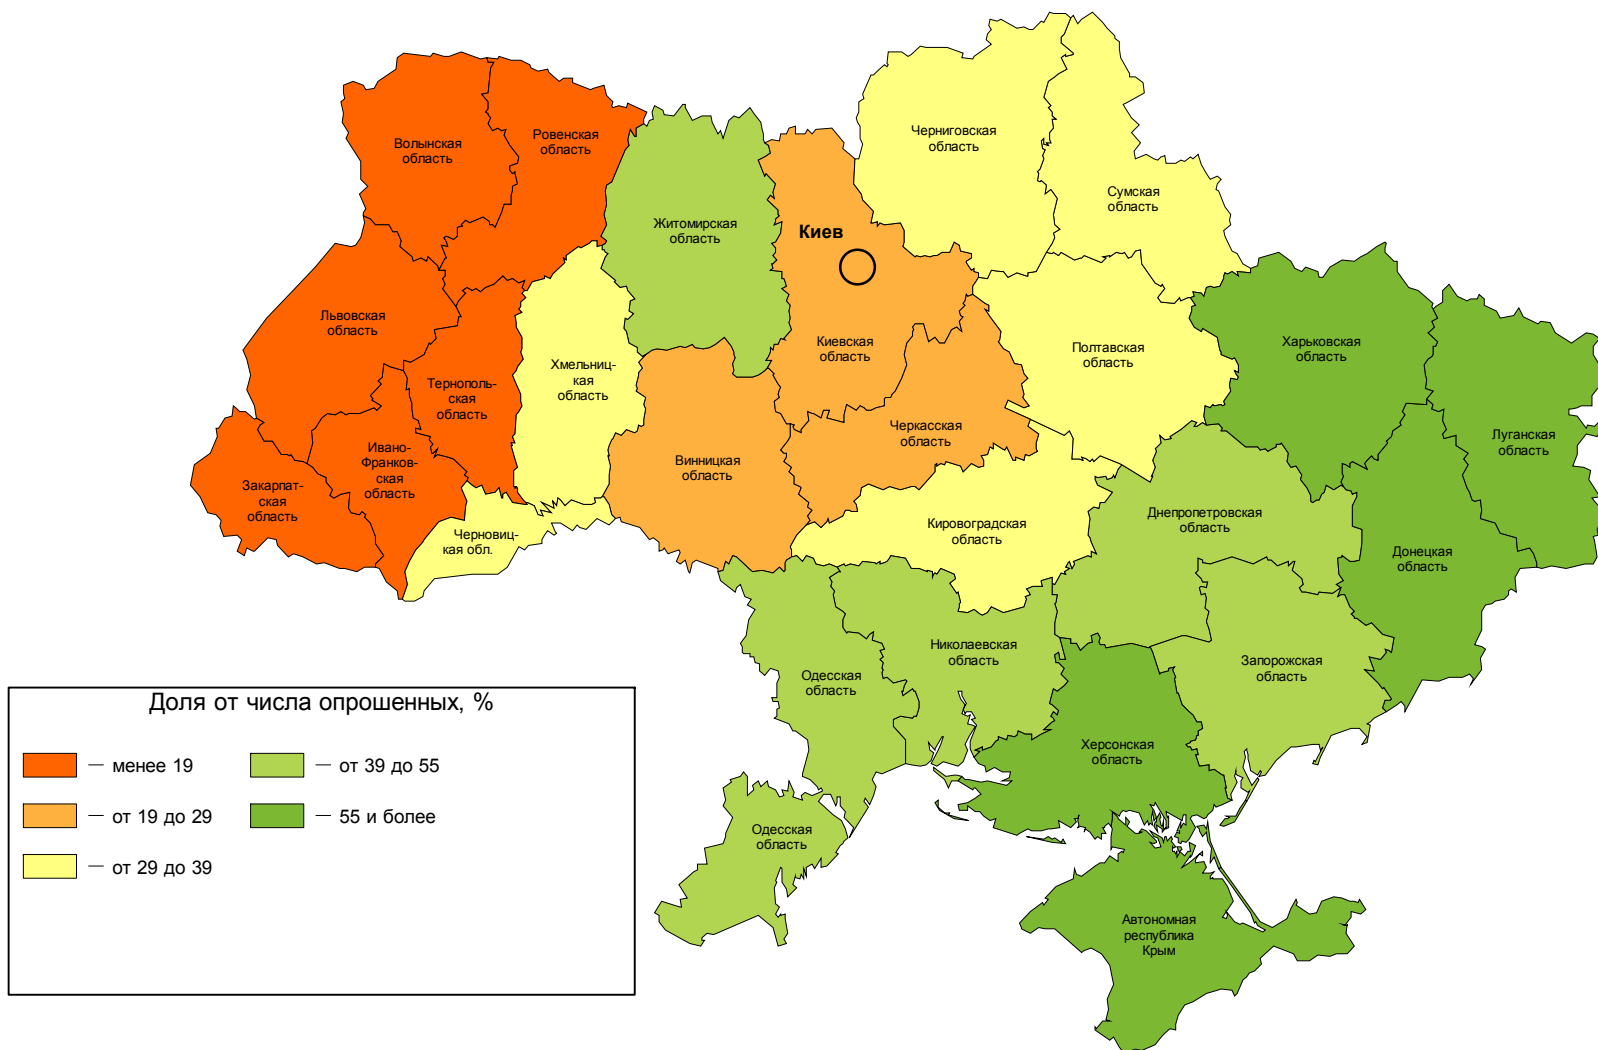 Черниговская
область
Волынская
область
Ровенская
область
Сумская
область
Житомирская
область
Киев
Львовская
область
Киевская
область
Полтавская
область
Харьковская
область
Хмельниц-
кая
область
Тернополь-
ская
область
Черкасская
область
Луганская
область
Ивано-
Франков-
ская
область
Винницкая
область
Закарпат-
ская
область
Черновиц-
кая обл.
Кировоградская
область
Днепропетровская
область
Донецкая
область
Николаевская
область
Одесская
область
Запорожская
область
Херсонская
область
Одесская
область
Автономная
республика
Крым
Доля от числа опрошенных, %
— менее 19
— от 19 до 29
— от 29 до 39
— от 39 до 55
— 55 и более